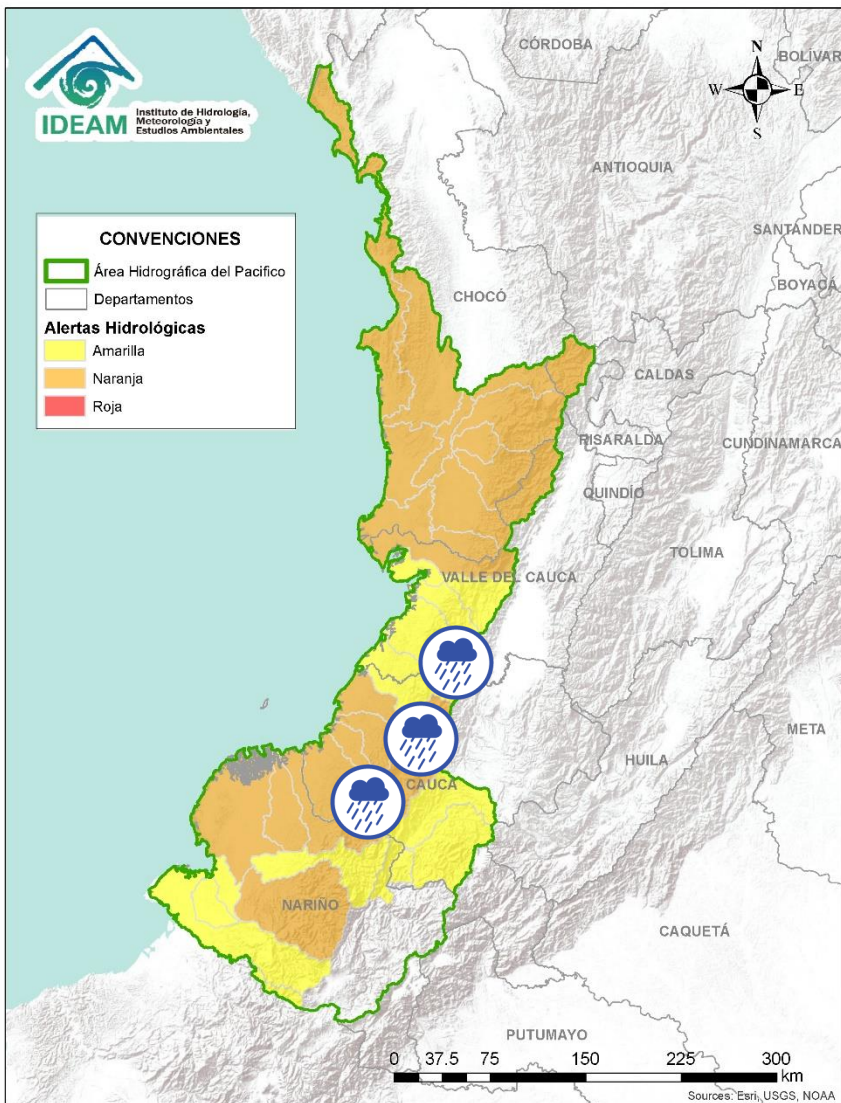 IDEAM
Instituto de Hidrología,
Meteorología y
Estudios Ambientales
N
W
E
S
CÓRDOBA
BOLÍVAR
ANTIOQUIA
SANTANDER
BOYACÁ
CHOCÓ
CALDAS
RISARALDA
CUNDINAMARCA
QUINDÍO
TOLIMA
VALLE DEL CAUCA
META
HUILA
CAUCA
NARIÑO
CAQUETÁ
PUTUMAYO
CONVENCIONES
Área Hidrográfica del Pacifico
Departamentos
Alertas Hidrológicas
Amarilla
Naranja
Roja
0 37.5 75 150 225 300
km
Sources: Esri, USGS, NOAA